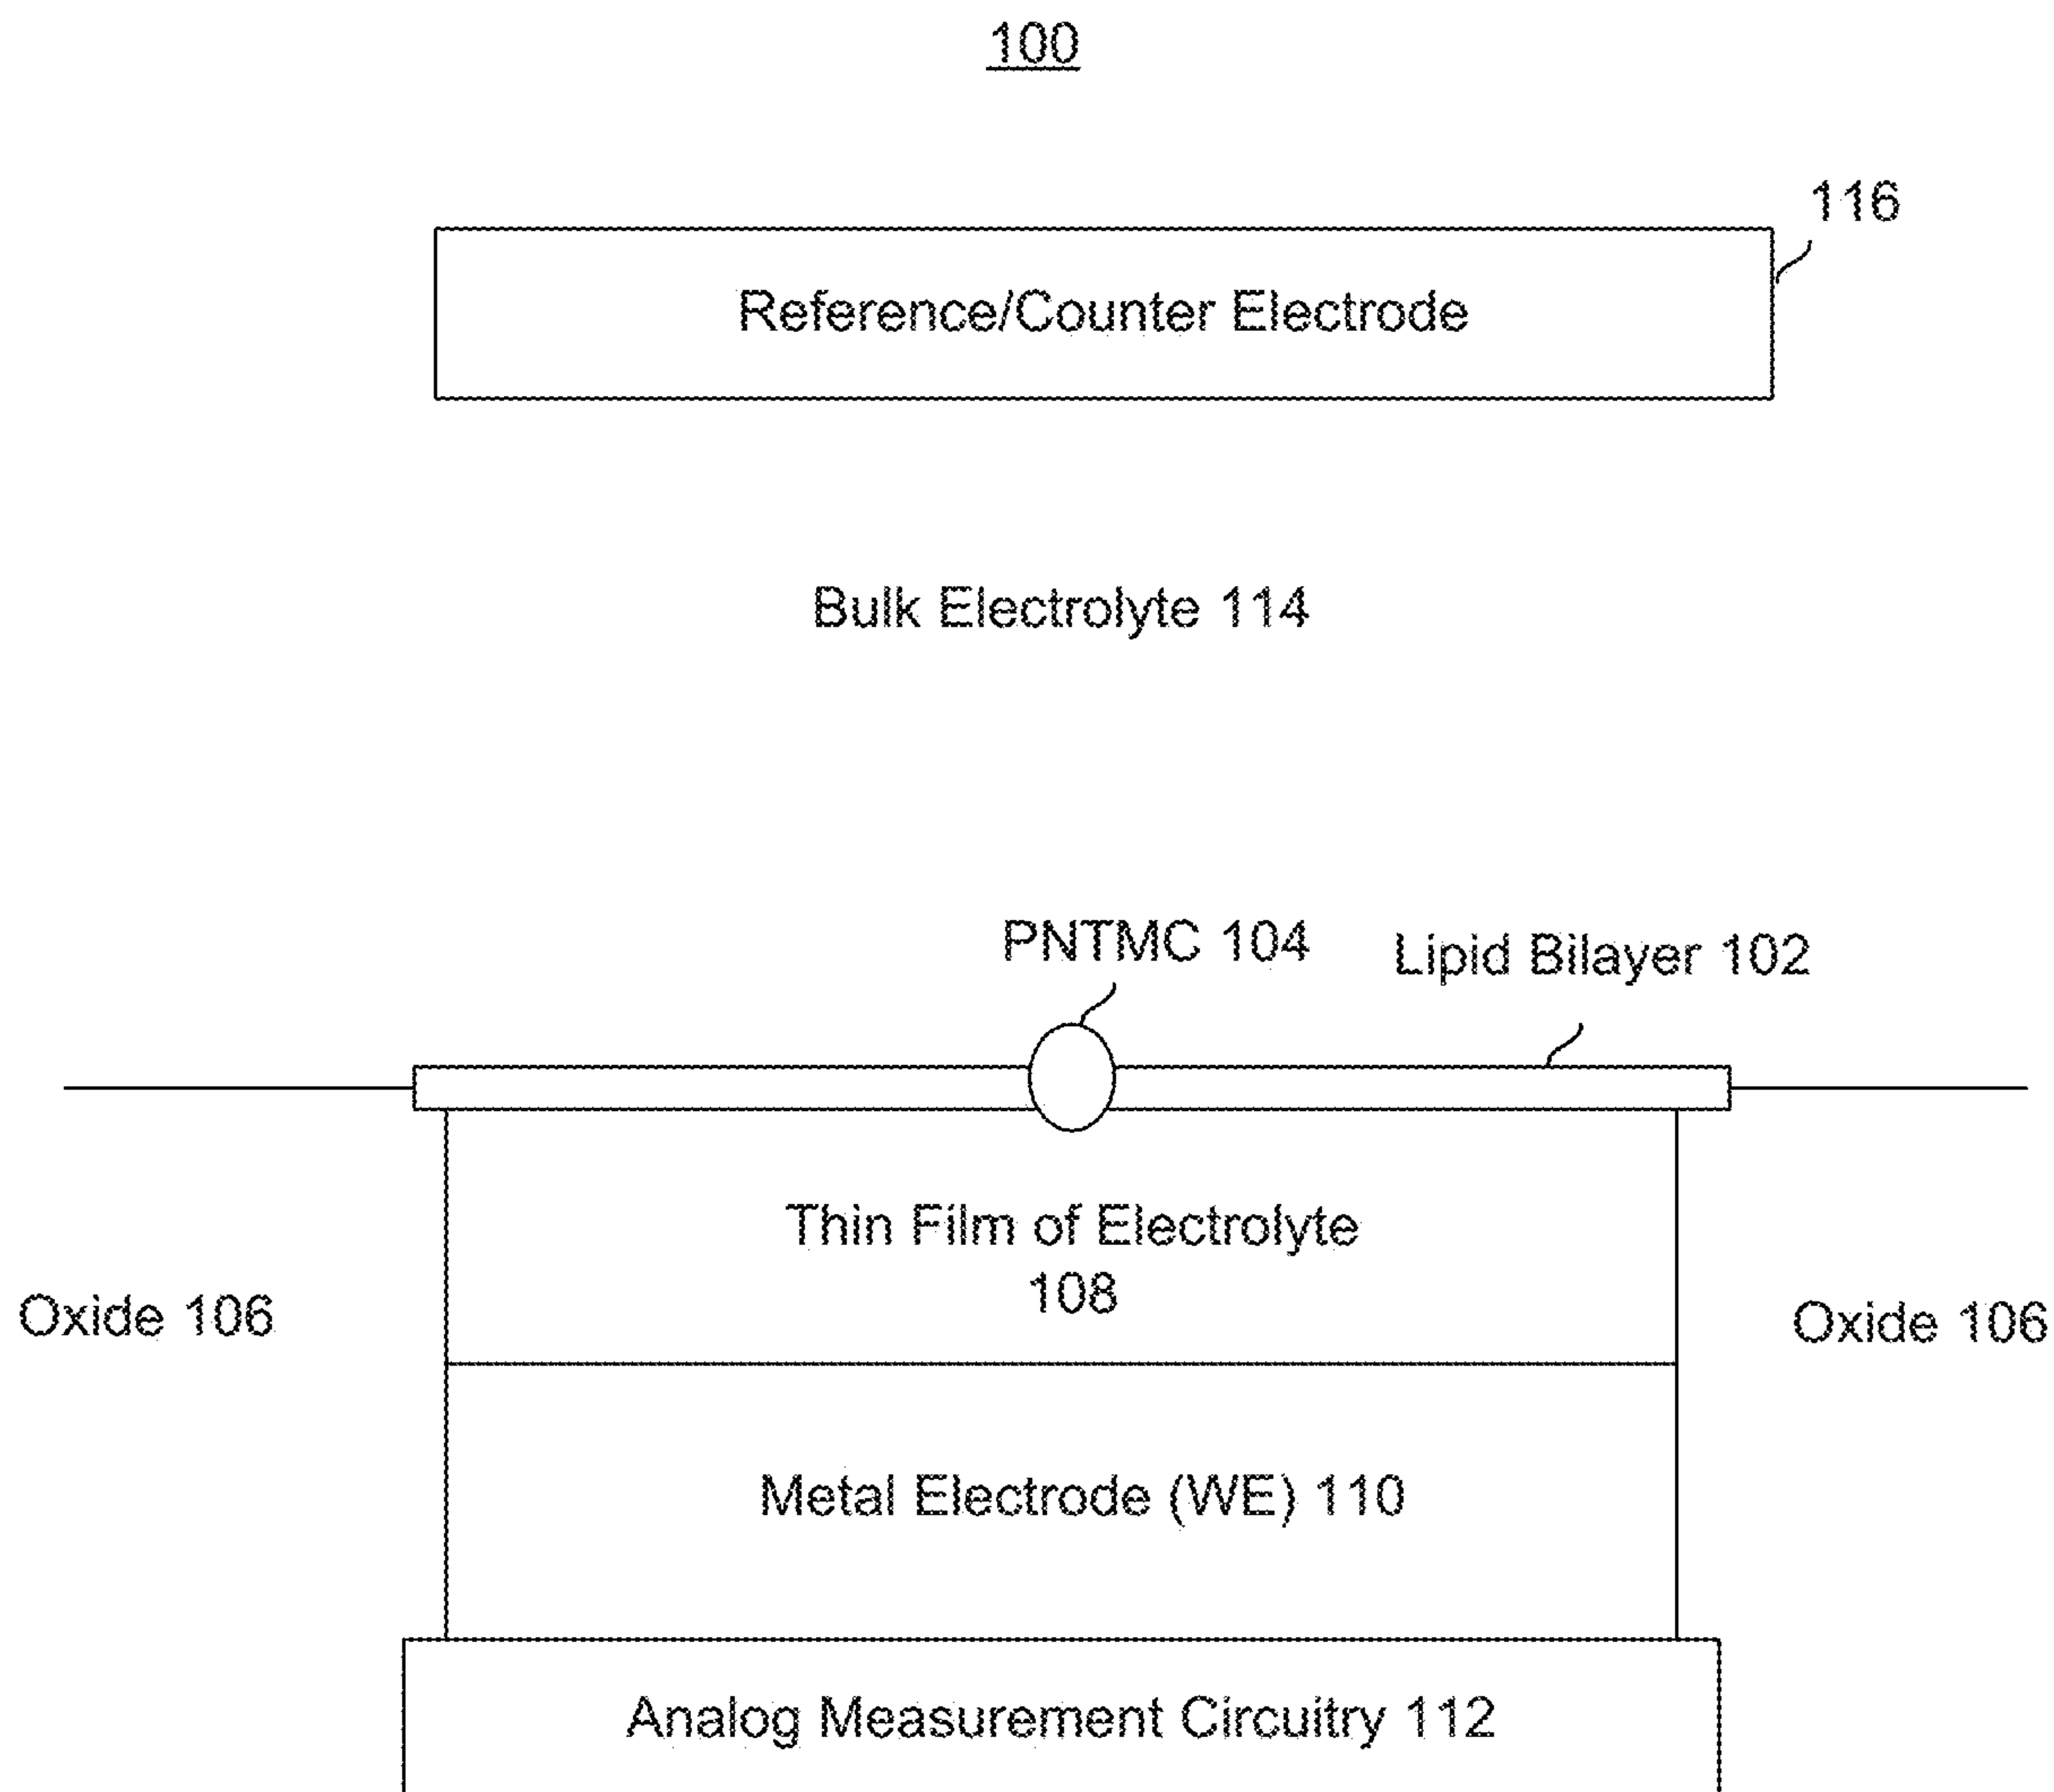 100
116
Reference/Counter Electrode
Bulk Electrolyte 114
PNTMC 104
Lipid Bilayer 102
Thin Film of Electrolyte
108
Oxide 106
Oxide 106
Metal Electrode (WE) 110
Analog Measurement Circuitry 112